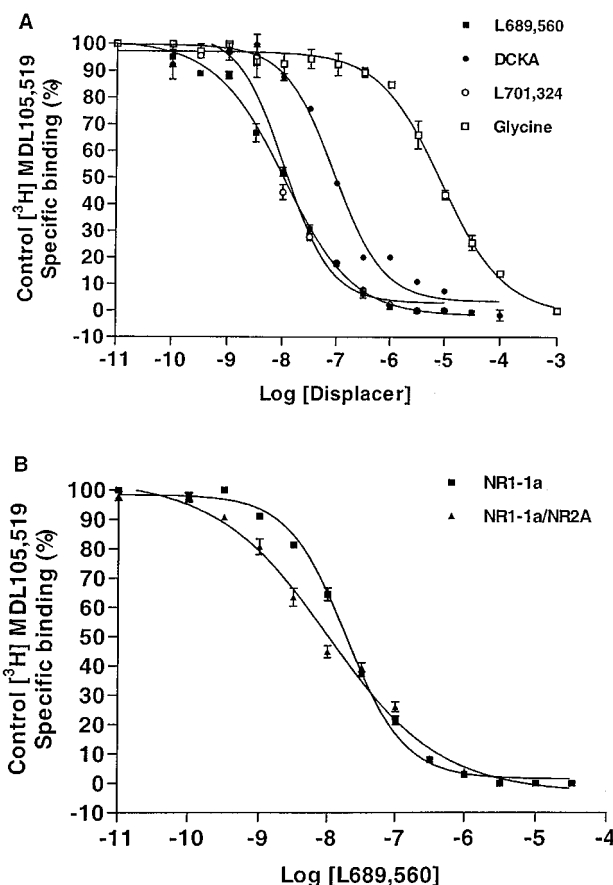 A
L689,560
DCKA
L701,324
Glycine
Control [³H] MDL105,519
Specific binding (%)
100
90
80
70
60
50
40
30
20
10
0
-10
-11
-10
-9
-8
-7
-6
-5
-4
-3
Log [Displacer]
B
NR1-1a
NR1-1a/NR2A
Control [³H] MDL105,519
Specific binding (%)
100
90
80
70
60
50
40
30
20
10
0
-10
-11
-10
-9
-8
-7
-6
-5
-4
Log [L689,560]